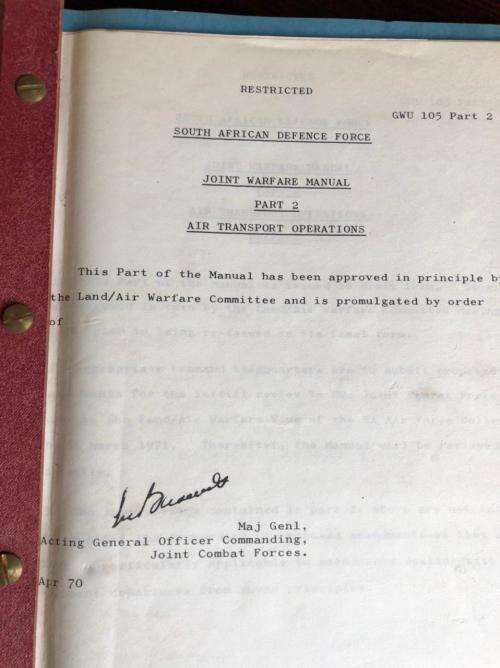 RESTRICTED
GWU 105 Part 2
SOUTH AFRICAN DEFENCE FORCE
JOINT WARFARE MANUAL
PART 2
AIR TRANSPORT OPERATIONS
This Part of the Manual has been approved in principle by
the Land/Air Warfare Committee and is promulgated by order
of
Maj Genl,
Acting General Officer Commanding,
Joint Combat Forces.
Apr 70